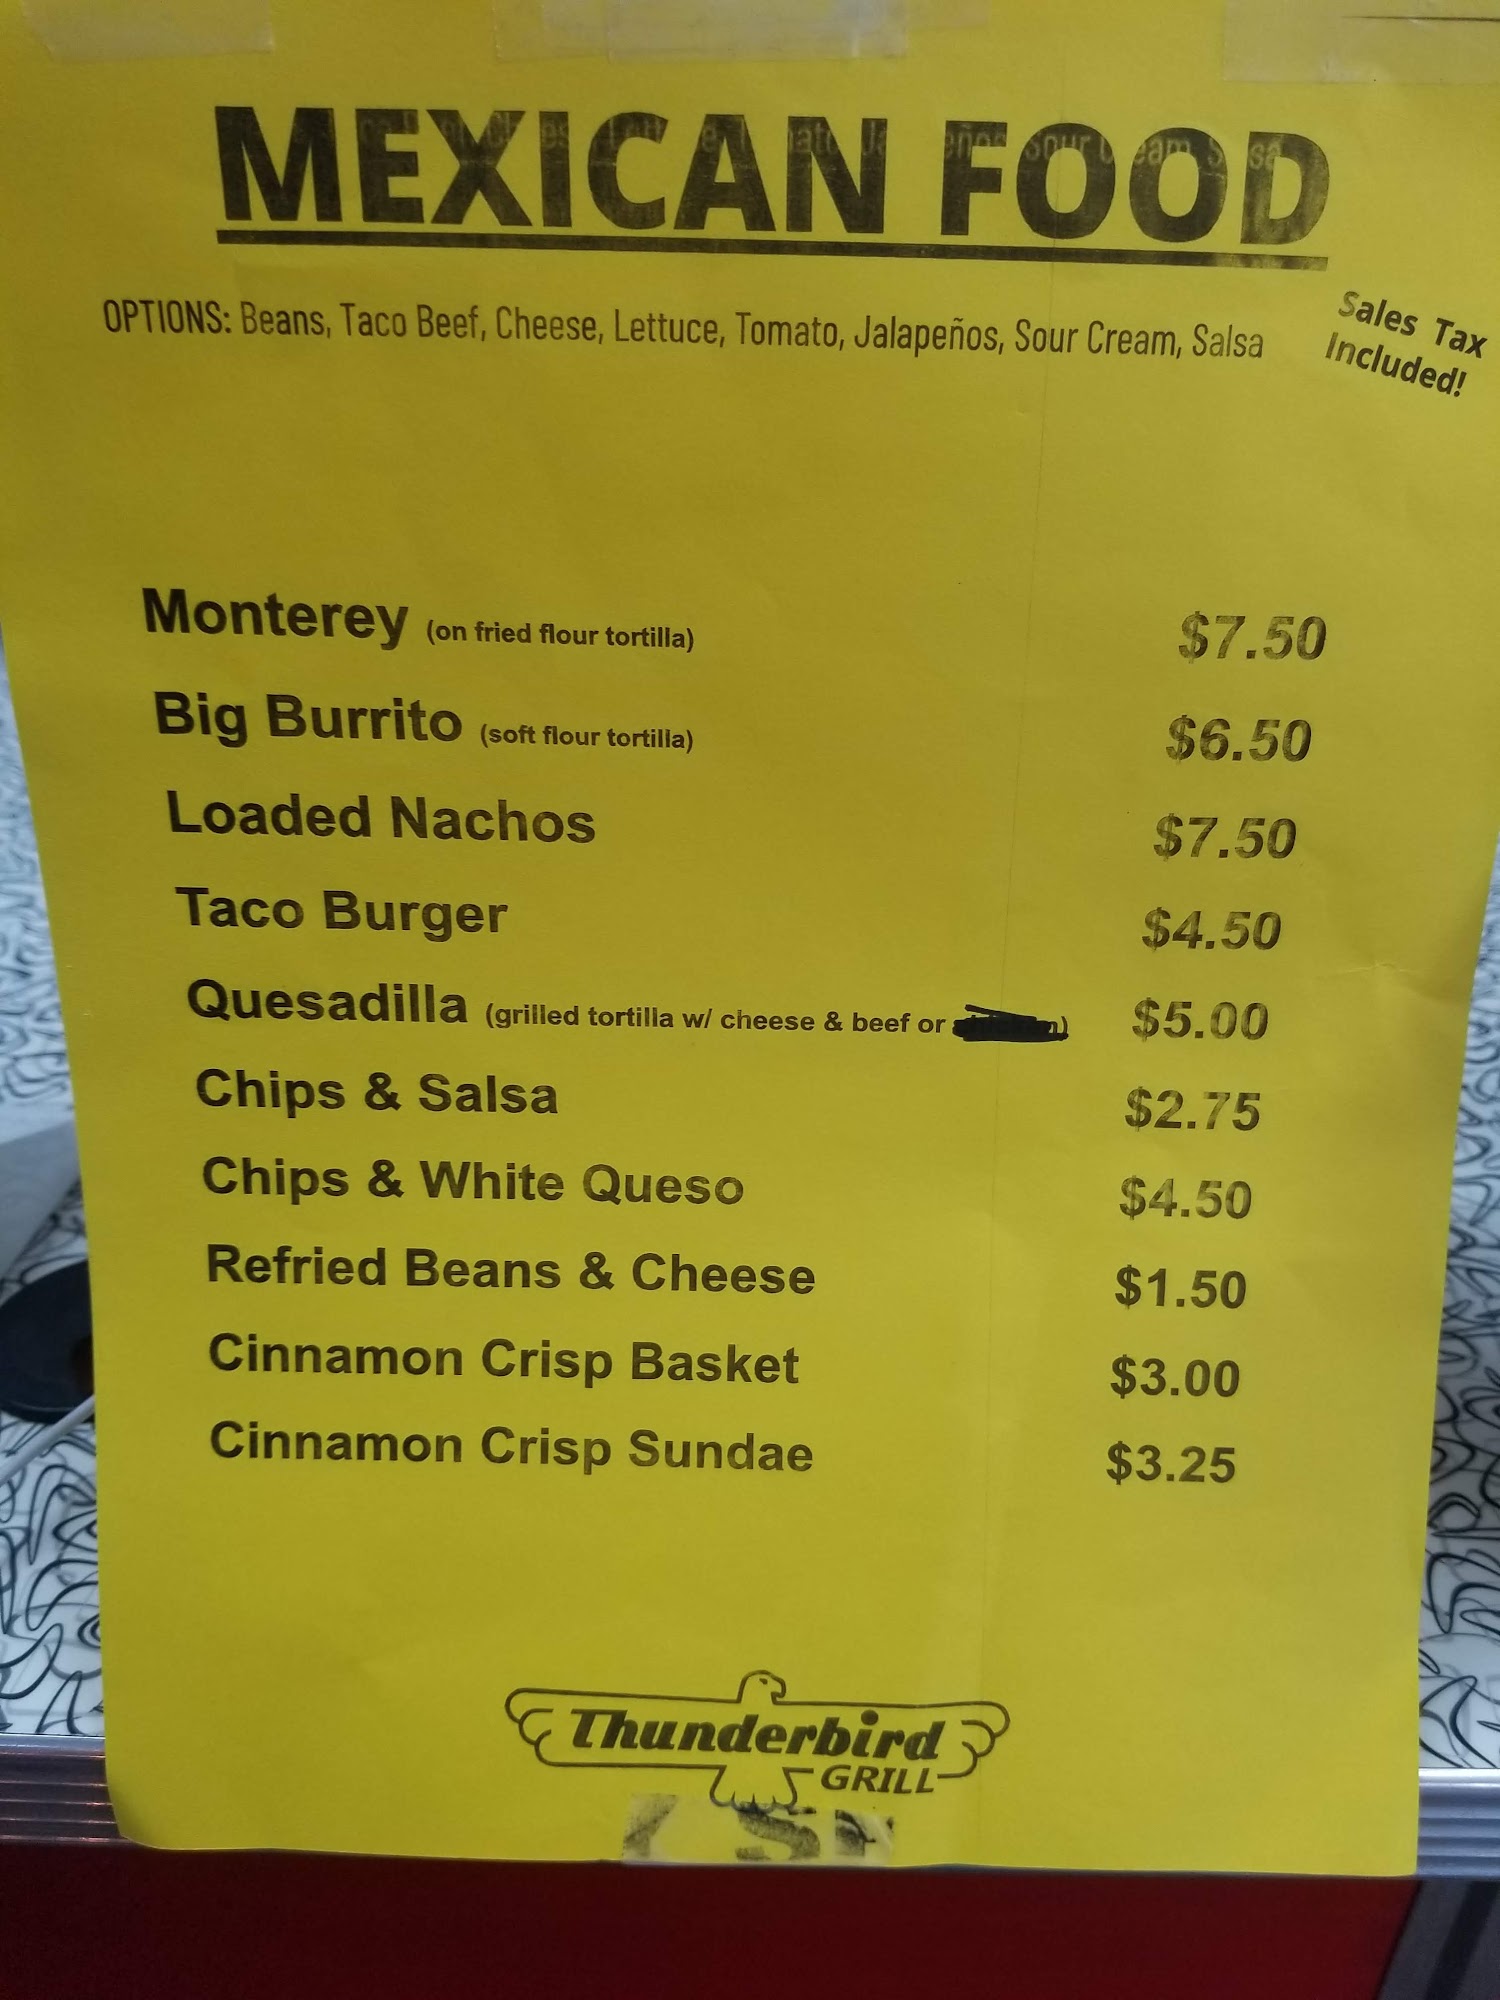 MEXICAN FOOD
OPTIONS: Beans, Taco Beef, Cheese, Lettuce, Tomato, Jalapeños, Sour Cream, Salsa
Sales Tax
Included!
Monterey (on fried flour tortilla) $7.50
Big Burrito (soft flour tortilla) $6.50
Loaded Nachos $7.50
Taco Burger $4.50
Quesadilla (grilled tortilla w/ cheese & beef or $5.00
Chips & Salsa $2.75
Chips & White Queso $4.50
Refried Beans & Cheese $1.50
Cinnamon Crisp Basket $3.00
Cinnamon Crisp Sundae $3.25
Thunderbird
GRILL